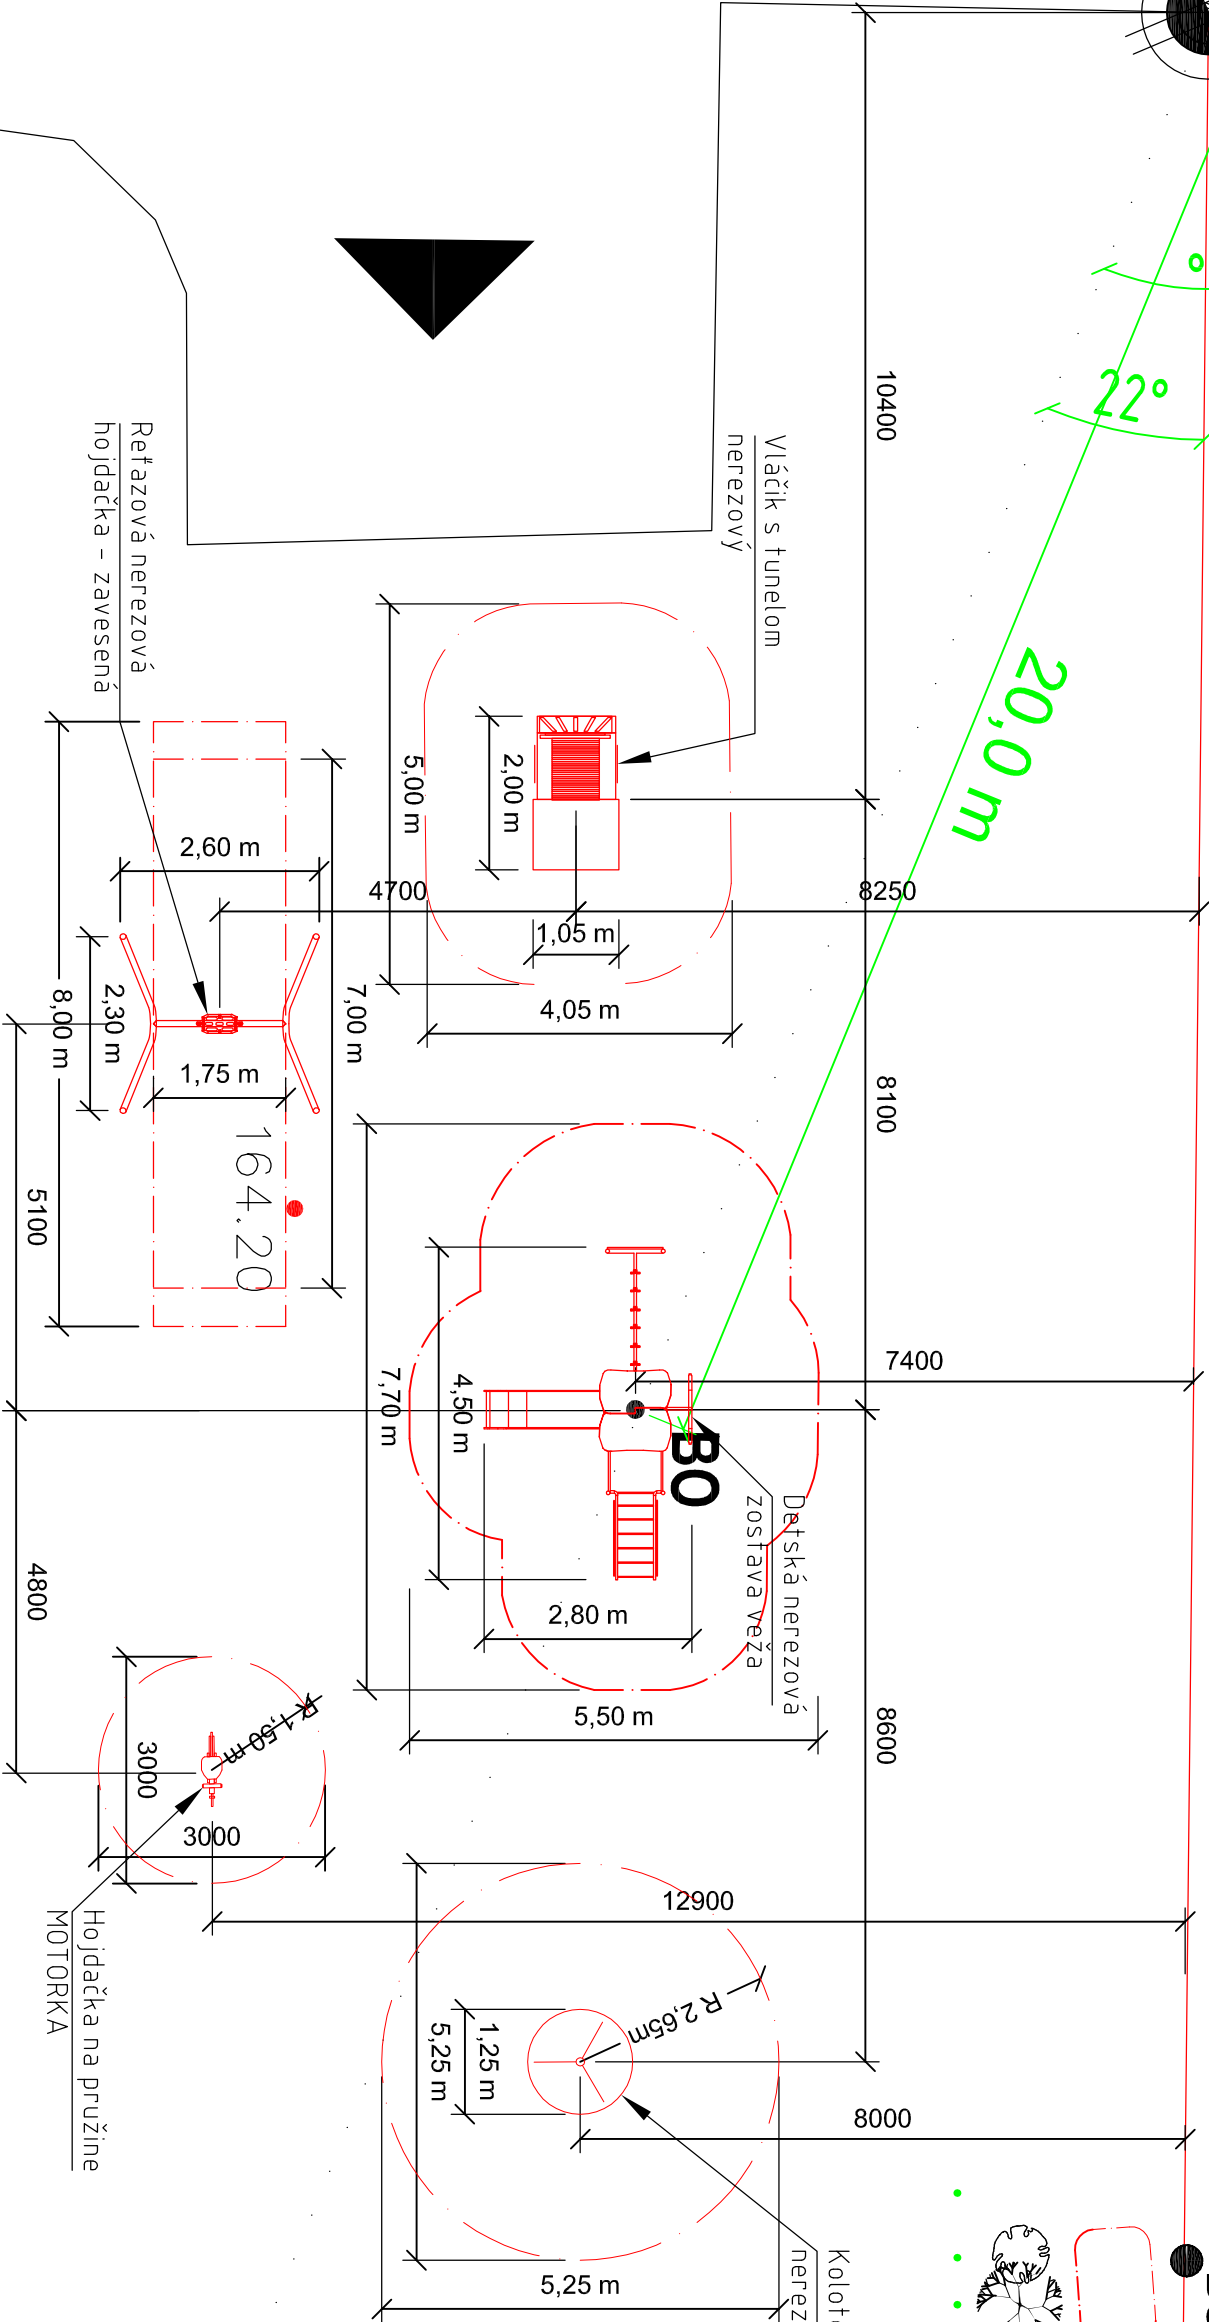 22°
20,0 m
10400
Vláčik s tunelom
nerezový
Reťazová nerezová
hojdačka - zavesená
5,00 m
2,00 m
2,60 m
4700
8250
1,05 m
4,05 m
7,00 m
2,30 m
8,00 m
1,75 m
8100
164.20
5100
7400
4,50 m
7,70 m
B0
Detská nerezová
zostava veža
2,80 m
5,50 m
4800
8600
R 1,50 m
3000
3000
12900
Hojdačka na pružine
MOTORKA
R 2,65m
1,25 m
5,25 m
8000
5,25 m